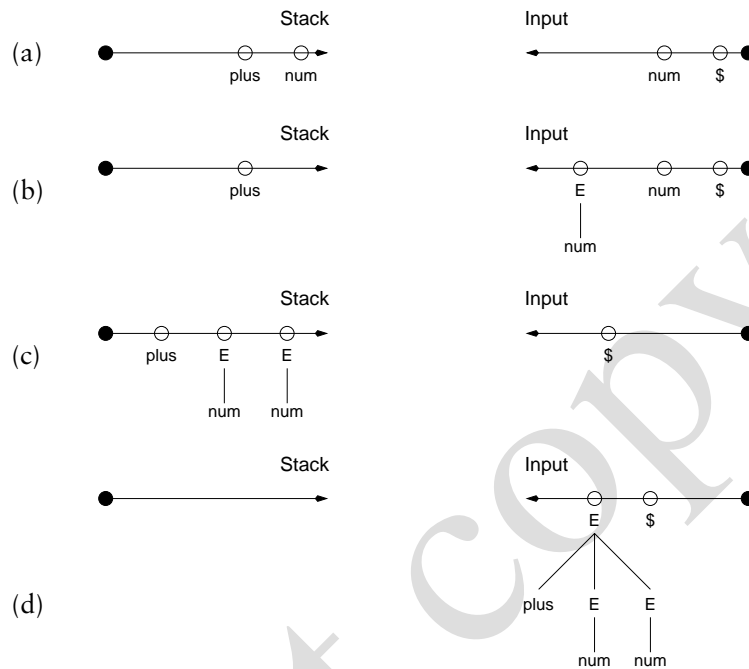 Stack Input
(a)
plus num num $
Stack Input
(b)
plus E num $
num
Stack Input
(c)
plus E E $
num num
Stack Input
E $
(d)
plus E E
num num
copy